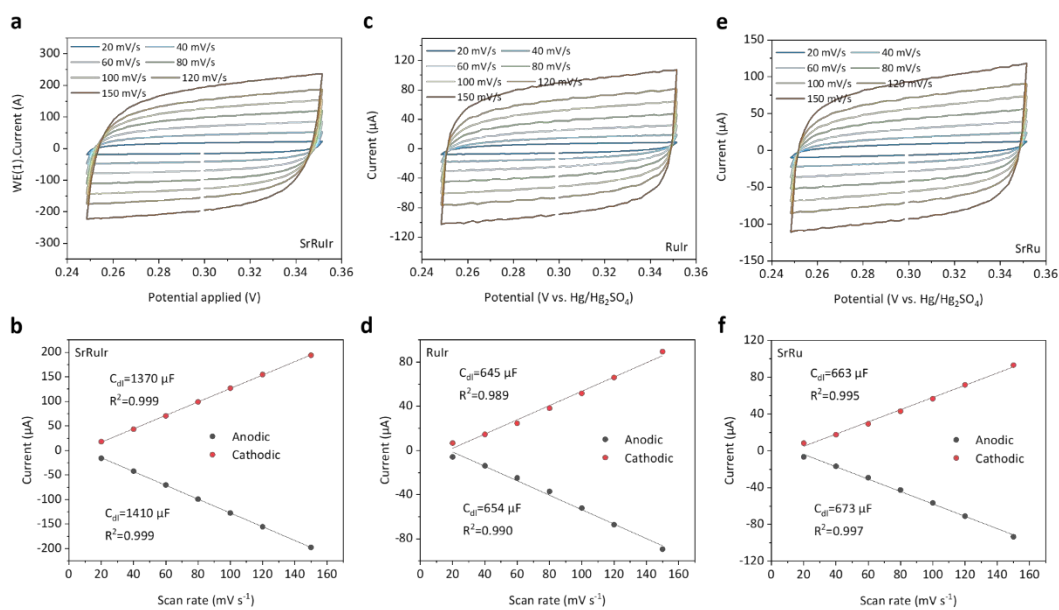 a
20 mV/s 40 mV/s
60 mV/s 80 mV/s
100 mV/s 120 mV/s
150 mV/s
300
200
100
0
-100
-200
-300
WE(1).Current (A)
SrRuIr
0.24 0.26 0.28 0.30 0.32 0.34 0.36
Potential applied (V)
c
20 mV/s 40 mV/s
60 mV/s 80 mV/s
100 mV/s 120 mV/s
150 mV/s
120
80
40
0
-40
-80
-120
Current (µA)
RuIr
0.24 0.26 0.28 0.30 0.32 0.34 0.36
Potential (V vs. Hg/Hg₂SO₄)
e
20 mV/s 40 mV/s
60 mV/s 80 mV/s
100 mV/s 120 mV/s
150 mV/s
150
100
50
0
-50
-100
-150
Current (µA)
SrRu
0.24 0.26 0.28 0.30 0.32 0.34 0.36
Potential (V vs. Hg/Hg₂SO₄)
b
SrRuIr
200
150
100
50
0
-50
-100
-150
-200
Current (µA)
C_dl=1370 µF
R²=0.999
Anodic
Cathodic
C_dl=1410 µF
R²=0.999
0 20 40 60 80 100 120 140 160
Scan rate (mV s⁻¹)
d
RuIr
80
40
0
-40
-80
Current (µA)
C_dl=645 µF
R²=0.989
Anodic
Cathodic
C_dl=654 µF
R²=0.990
0 20 40 60 80 100 120 140 160
Scan rate (mV s⁻¹)
f
SrRu
120
80
40
0
-40
-80
-120
Current (µA)
C_dl=663 µF
R²=0.995
Anodic
Cathodic
C_dl=673 µF
R²=0.997
0 20 40 60 80 100 120 140 160
Scan rate (mV s⁻¹)